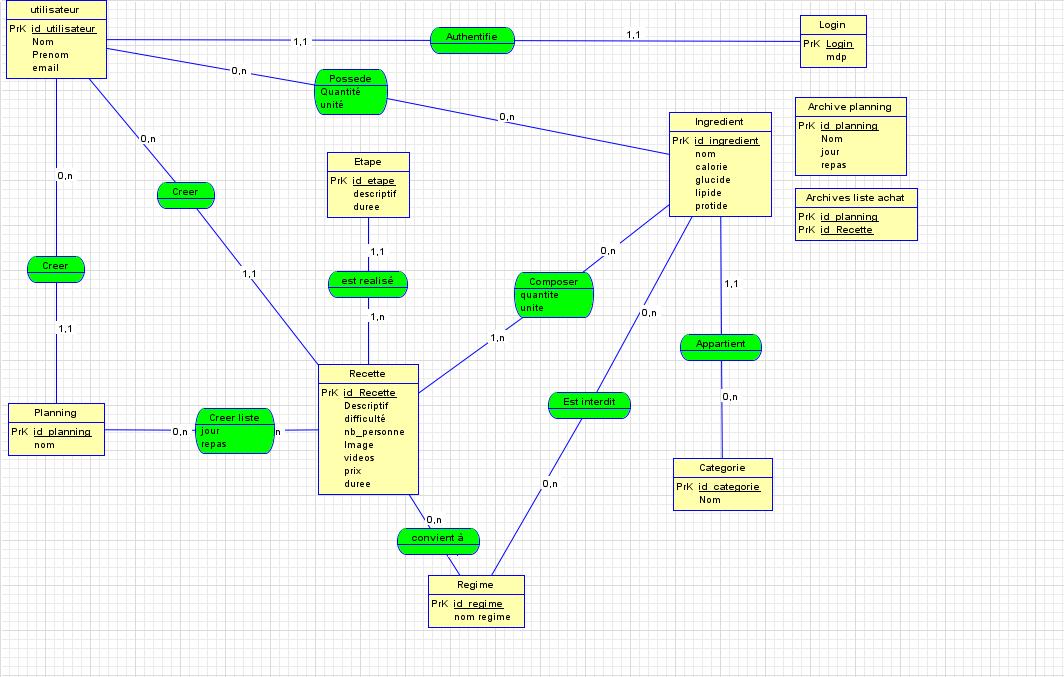 utilisateur
PrK id_utilisateur
Nom
Prenom
email
1,1
Authentifie
1,1
Login
PrK Login
mdp
0,n
Possede
Quantité
unité
0,n
Ingredient
PrK id_ingredient
nom
calorie
glucide
lipide
protide
Archive planning
PrK id_planning
Nom
jour
repas
Archives liste achat
PrK id_planning
PrK id_Recette
0,n
Creer
1,1
0,n
Creer
1,1
Etape
PrK id_etape
descriptif
duree
1,1
est realisé
1,n
0,n
Composer
quantite
unite
1,n
0,n
Est interdit
0,n
1,1
Appartient
0,n
Categorie
PrK id_categorie
Nom
Planning
PrK id_planning
nom
0,n
Creer liste
jour
repas
n
Recette
PrK id_Recette
Descriptif
difficulté
nb_personne
Image
videos
prix
duree
0,n
convient à
Regime
PrK id_regime
nom regime